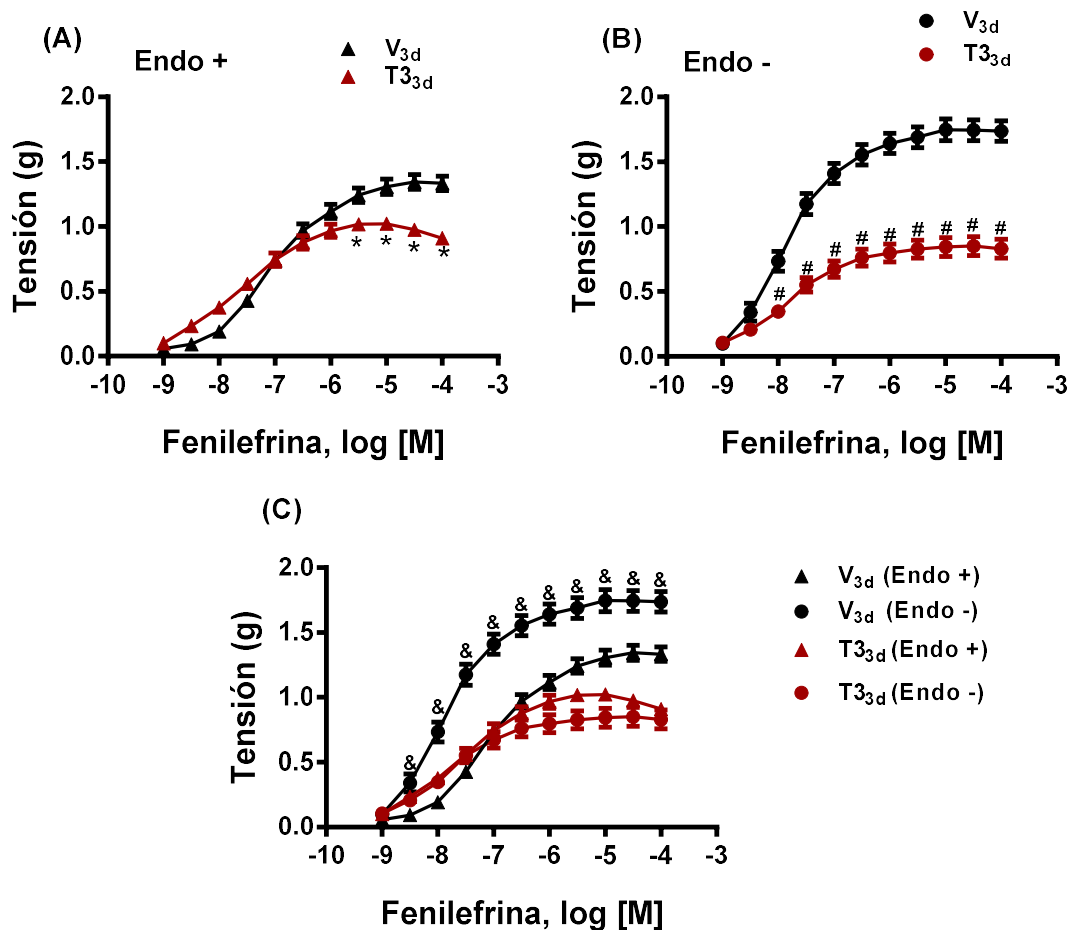 (A)
Endo +
V3d
T33d
2.0
1.5
1.0
0.5
0.0
Tensión (g)
* * * *
-10 -9 -8 -7 -6 -5 -4 -3
Fenilefrina, log [M]
(B)
Endo -
V3d
T33d
2.0
1.5
1.0
0.5
0.0
Tensión (g)
# # # # # # # # #
-10 -9 -8 -7 -6 -5 -4 -3
Fenilefrina, log [M]
(C)
2.0
1.5
1.0
0.5
0.0
Tensión (g)
& & & & & & & & & &
-10 -9 -8 -7 -6 -5 -4 -3
Fenilefrina, log [M]
V3d (Endo +)
V3d (Endo -)
T33d (Endo +)
T33d (Endo -)